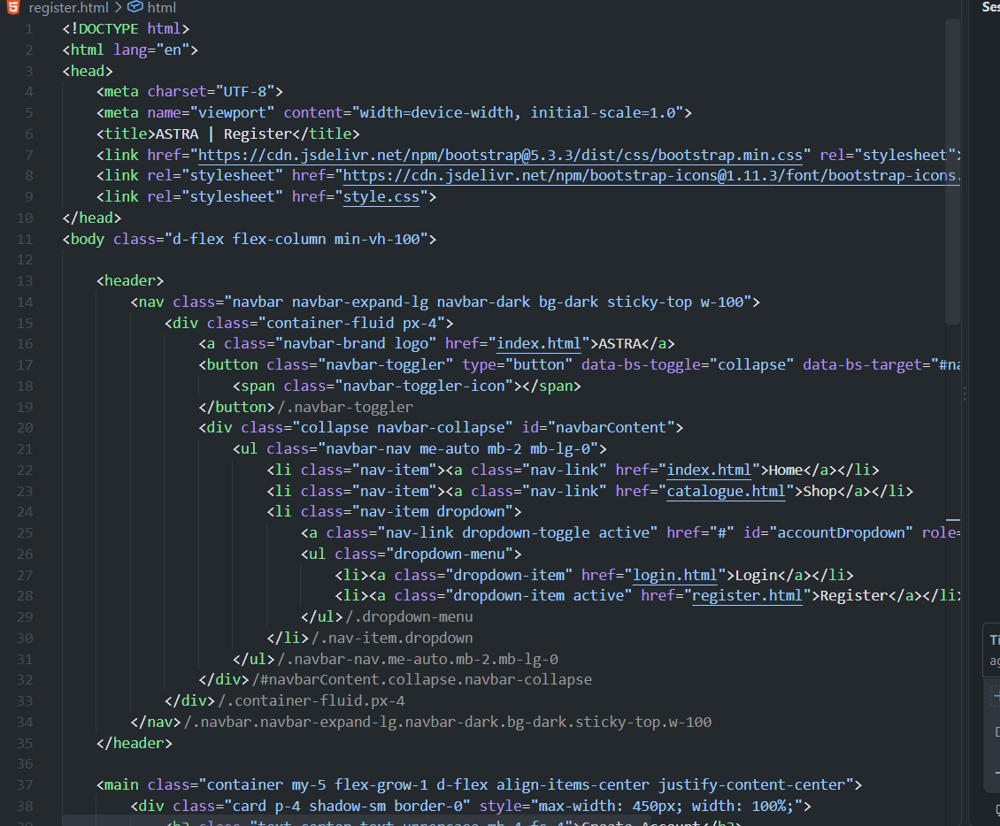 register.html > html
Ses
1 <!DOCTYPE html>
2 <html lang="en">
3 <head>
4 <meta charset="UTF-8">
5 <meta name="viewport" content="width=device-width, initial-scale=1.0">
6 <title>ASTRA | Register</title>
7 <link href="https://cdn.jsdelivr.net/npm/bootstrap@5.3.3/dist/css/bootstrap.min.css" rel="stylesheet">
8 <link rel="stylesheet" href="https://cdn.jsdelivr.net/npm/bootstrap-icons@1.11.3/font/bootstrap-icons.
9 <link rel="stylesheet" href="style.css">
10 </head>
11 <body class="d-flex flex-column min-vh-100">
12
13 <header>
14 <nav class="navbar navbar-expand-lg navbar-dark bg-dark sticky-top w-100">
15 <div class="container-fluid px-4">
16 <a class="navbar-brand logo" href="index.html">ASTRA</a>
17 <button class="navbar-toggler" type="button" data-bs-toggle="collapse" data-bs-target="#na
18 <span class="navbar-toggler-icon"></span>
19 </button>/.navbar-toggler
20 <div class="collapse navbar-collapse" id="navbarContent">
21 <ul class="navbar-nav me-auto mb-2 mb-lg-0">
22 <li class="nav-item"><a class="nav-link" href="index.html">Home</a></li>
23 <li class="nav-item"><a class="nav-link" href="catalogue.html">Shop</a></li>
24 <li class="nav-item dropdown">
25 <a class="nav-link dropdown-toggle active" href="#" id="accountDropdown" role=
26 <ul class="dropdown-menu">
27 <li><a class="dropdown-item" href="login.html">Login</a></li>
28 <li><a class="dropdown-item active" href="register.html">Register</a></li>
29 </ul>/.dropdown-menu
30 </li>/.nav-item.dropdown
31 </ul>/.navbar-nav.me-auto.mb-2.mb-lg-0
32 </div>/#navbarContent.collapse.navbar-collapse
33 </div>/.container-fluid.px-4
34 </nav>/.navbar.navbar-expand-lg.navbar-dark.bg-dark.sticky-top.w-100
35 </header>
36
37 <main class="container my-5 flex-grow-1 d-flex align-items-center justify-content-center">
38 <div class="card p-4 shadow-sm border-0" style="max-width: 450px; width: 100%;">
Ti
ag